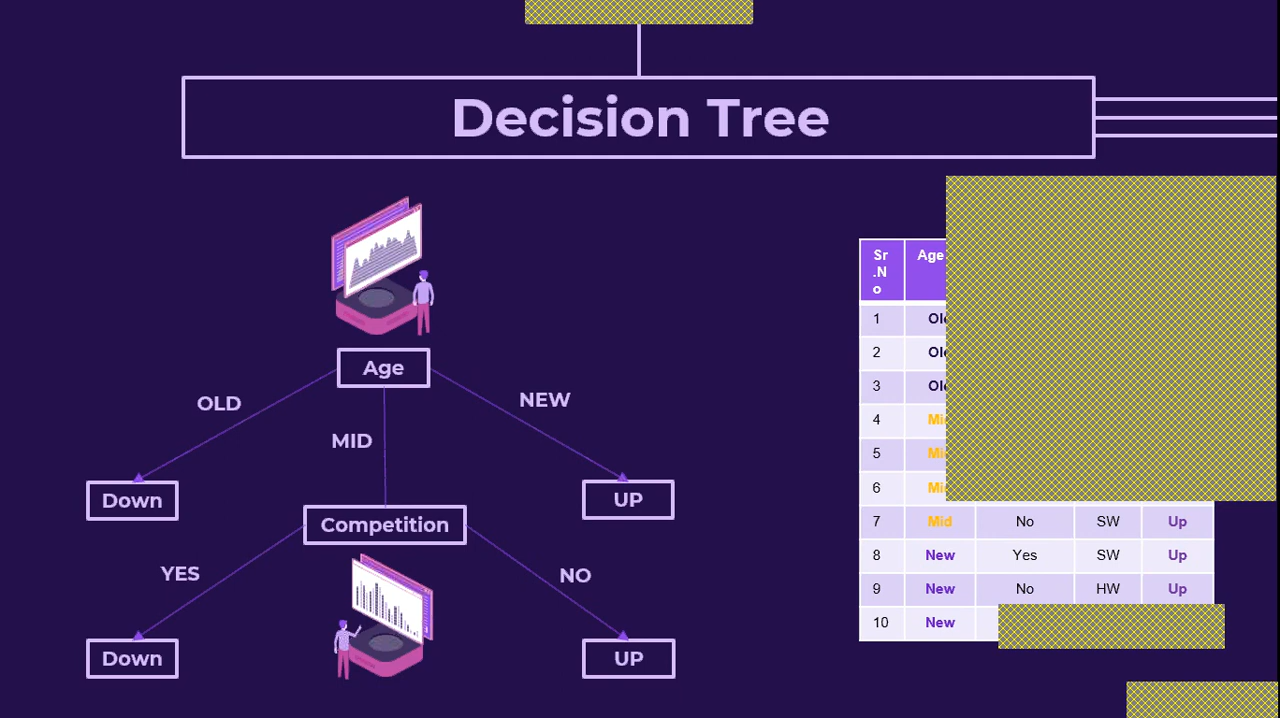 Decision Tree
Age
OLD
NEW
MID
Down
UP
Competition
YES
NO
Down
UP
Sr
.N
o
Age
1
2
3
4
5
6
7 Mid No SW Up
8 New Yes SW Up
9 New No HW Up
10 New